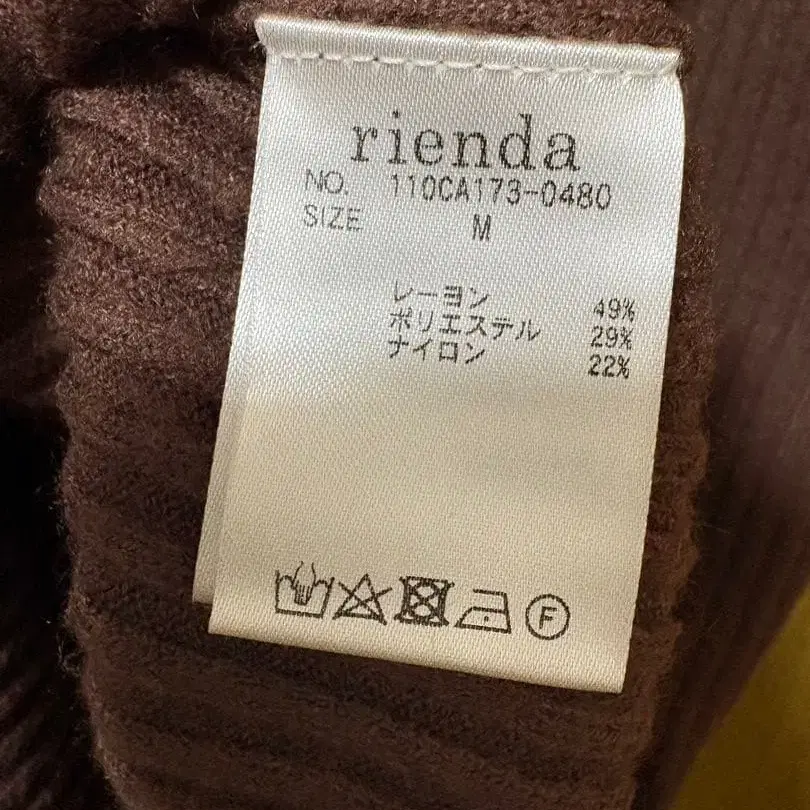 rienda
NO. 110CA173-0480
SIZE M
レーヨン 49%
ポリエステル 29%
ナイロン 22%
F